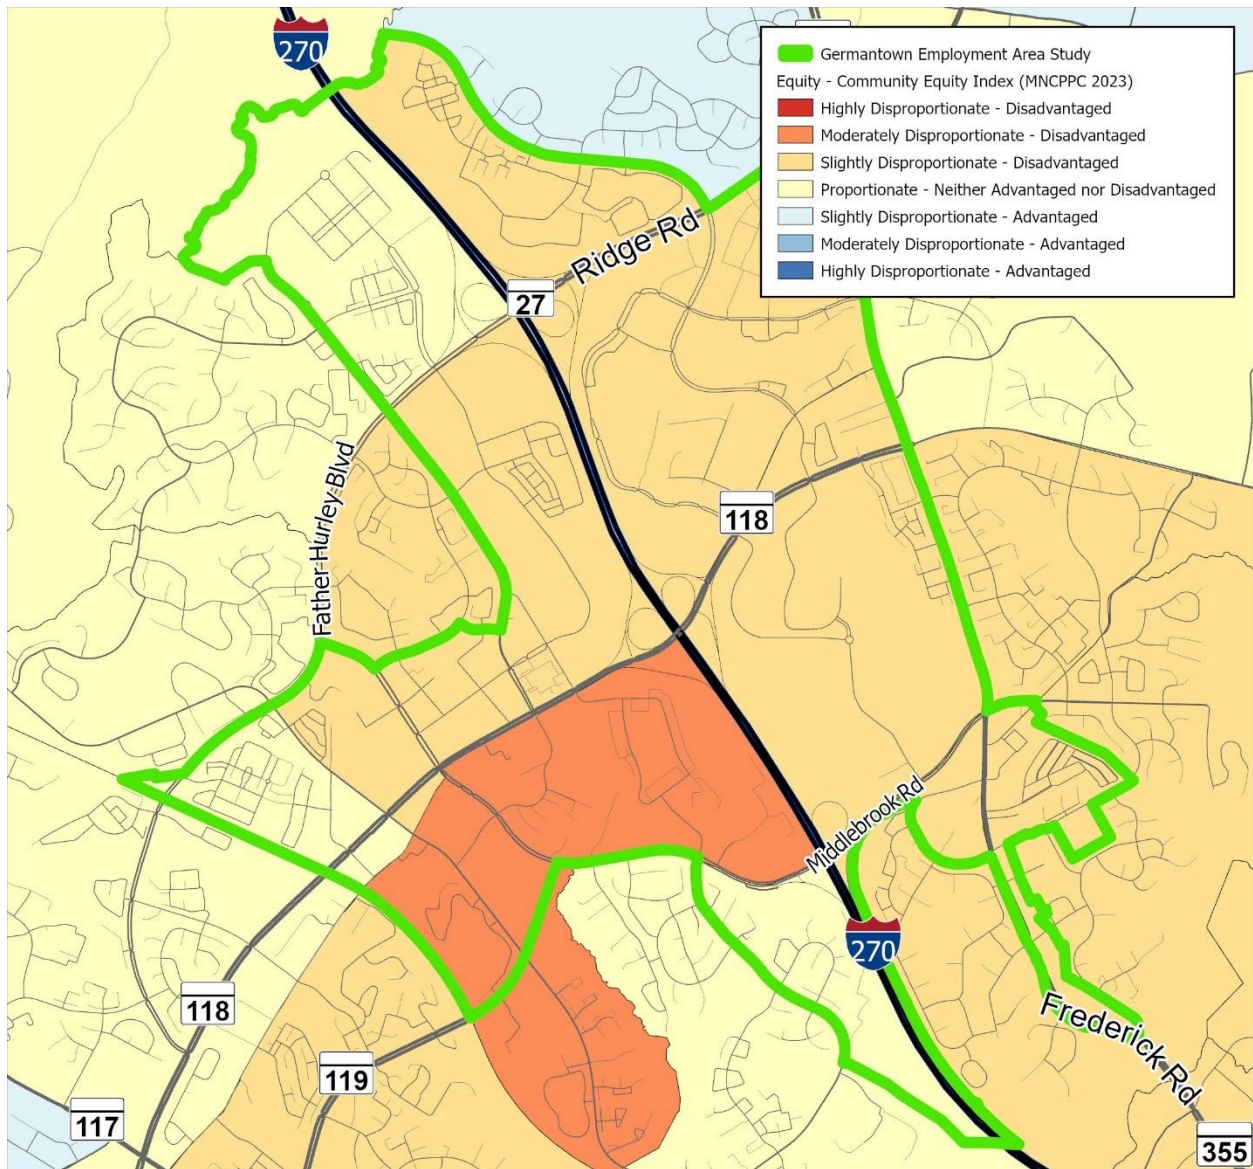 270
Germantown Employment Area Study
Equity - Community Equity Index (MNCPPC 2023)
Highly Disproportionate - Disadvantaged
Moderately Disproportionate - Disadvantaged
Slightly Disproportionate - Disadvantaged
Proportionate - Neither Advantaged nor Disadvantaged
Slightly Disproportionate - Advantaged
Moderately Disproportionate - Advantaged
Highly Disproportionate - Advantaged
Ridge Rd
27
Father Hurley Blvd
118
Middlebrook Rd
270
118
Frederick Rd
119
117
355